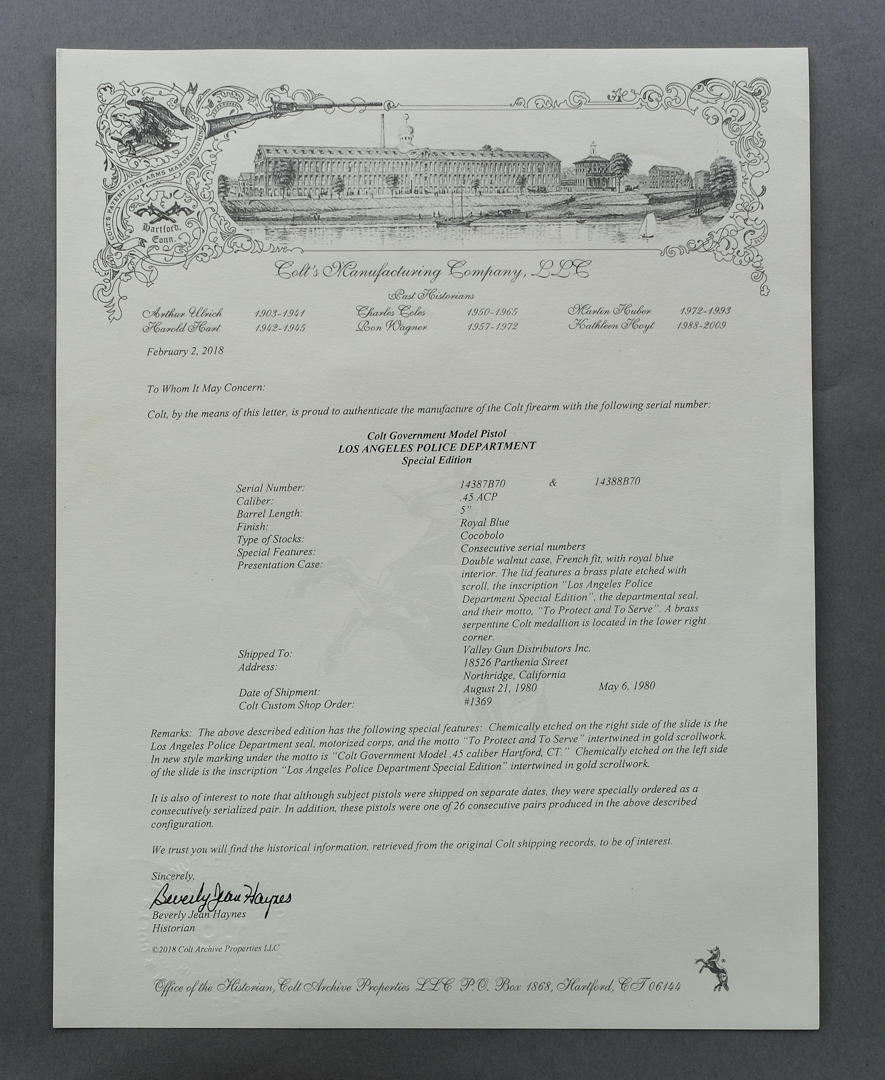 COLT'S PATENT FIRE ARMS MANUFACTURING
Hartford,
Conn.
Colt's Manufacturing Company, LLC
Past Historians
Arthur Ulrich 1903-1941 Charles Coles 1950-1965 Martin Huber 1972-1993
Harold Hart 1942-1945 Ron Wagner 1957-1972 Kathleen Hoyt 1988-2009
February 2, 2018
To Whom It May Concern:
Colt, by the means of this letter, is proud to authenticate the manufacture of the Colt firearm with the following serial number:
Colt Government Model Pistol
LOS ANGELES POLICE DEPARTMENT
Special Edition
Serial Number: 14387B70 & 14388B70
Caliber: .45 ACP
Barrel Length: 5"
Finish: Royal Blue
Type of Stocks: Cocobolo
Special Features: Consecutive serial numbers
Presentation Case: Double walnut case, French fit, with royal blue
interior. The lid features a brass plate etched with
scroll, the inscription "Los Angeles Police
Department Special Edition", the departmental seal,
and their motto, "To Protect and To Serve". A brass
serpentine Colt medallion is located in the lower right
corner.
Shipped To: Valley Gun Distributors Inc.
Address: 18526 Parthenia Street
Northridge, California
Date of Shipment: August 21, 1980 May 6, 1980
Colt Custom Shop Order: #1369
Remarks: The above described edition has the following special features: Chemically etched on the right side of the slide is the
Los Angeles Police Department seal, motorized corps, and the motto "To Protect and To Serve" intertwined in gold scrollwork.
In new style marking under the motto is "Colt Government Model .45 caliber Hartford, CT." Chemically etched on the left side
of the slide is the inscription "Los Angeles Police Department Special Edition" intertwined in gold scrollwork.
It is also of interest to note that although subject pistols were shipped on separate dates, they were specially ordered as a
consecutively serialized pair. In addition, these pistols were one of 26 consecutive pairs produced in the above described
configuration.
We trust you will find the historical information, retrieved from the original Colt shipping records, to be of interest.
Sincerely,
Beverly Jean Haynes
Beverly Jean Haynes
Historian
©2018 Colt Archive Properties LLC
Office of the Historian, Colt Archive Properties LLC P.O. Box 1868, Hartford, CT 06144